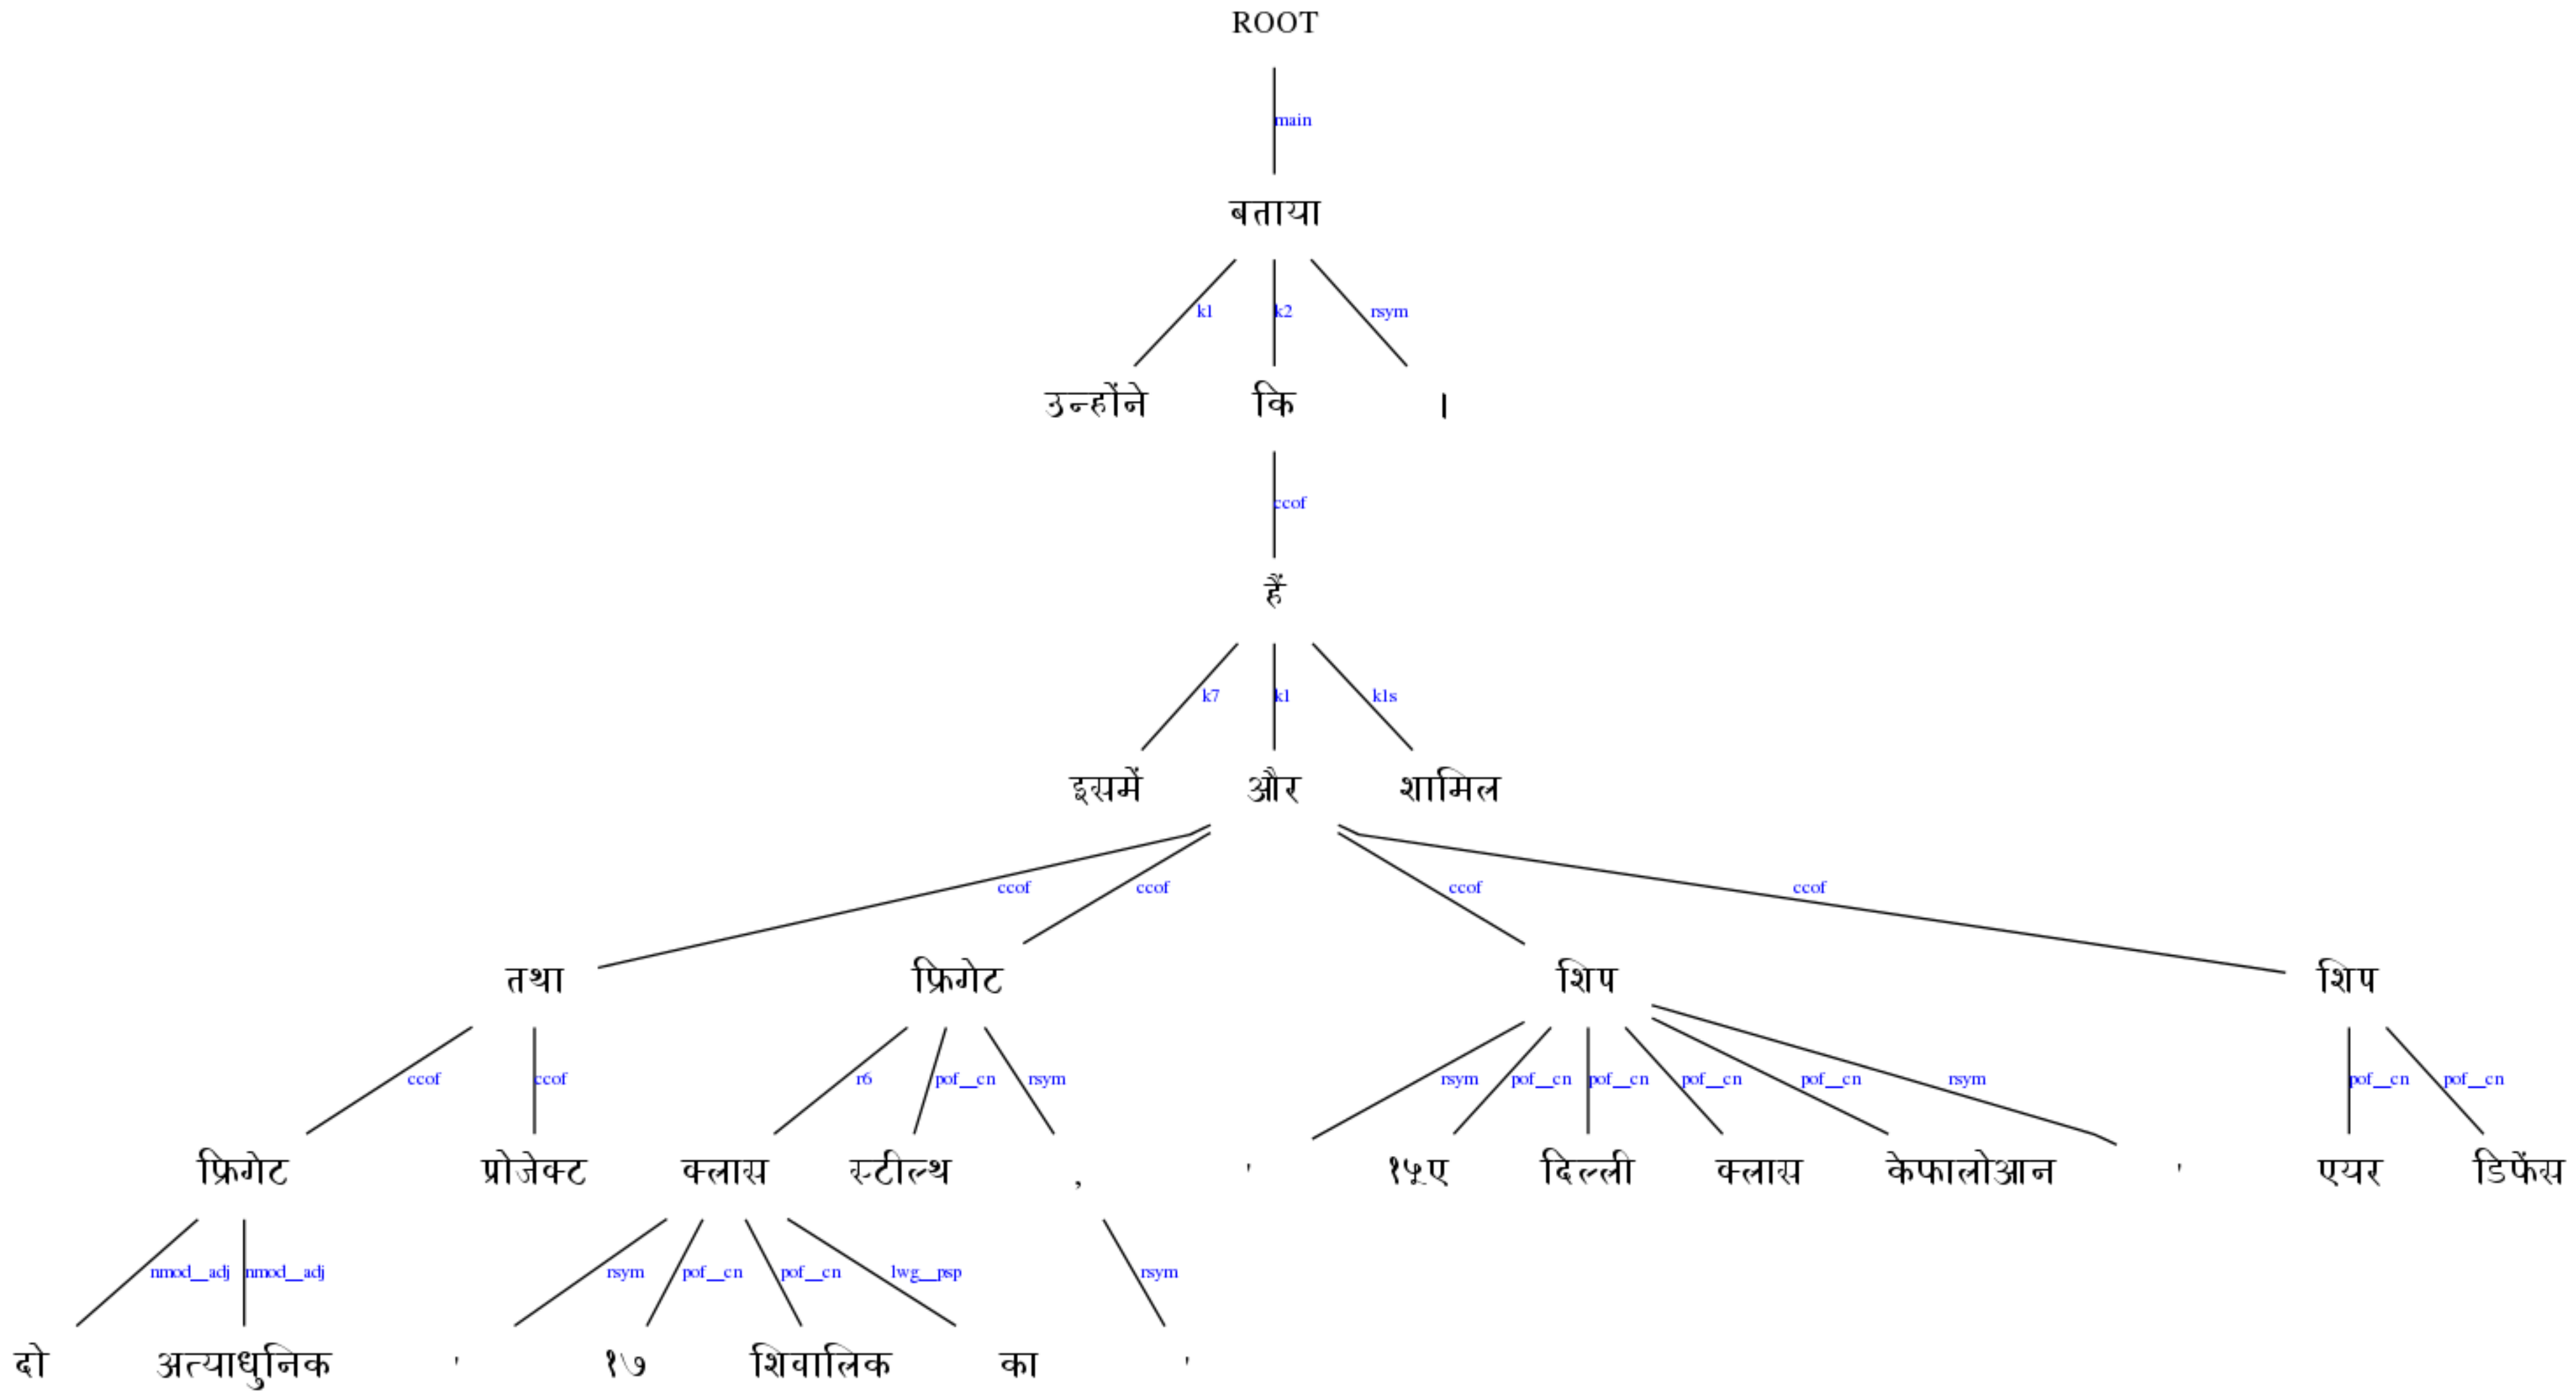 ROOT
main
बताया
k1 k2 rsym
उन्होंने कि ।
ccof
हैं
k7 k1 k1s
इसमें और शामिल
ccof ccof ccof ccof
तथा फ्रिगेट शिप शिप
ccof ccof r6 pof__cn rsym rsym pof__cn pof__cn pof__cn pof__cn rsym pof__cn pof__cn
फ्रिगेट प्रोजेक्ट क्लास स्टील्थ , ' १५ए दिल्ली क्लास केफालोआन ' एयर डिफेंस
nmod__adj nmod__adj rsym pof__cn pof__cn lwg__psp rsym
दो अत्याधुनिक ' १७ शिवालिक का '